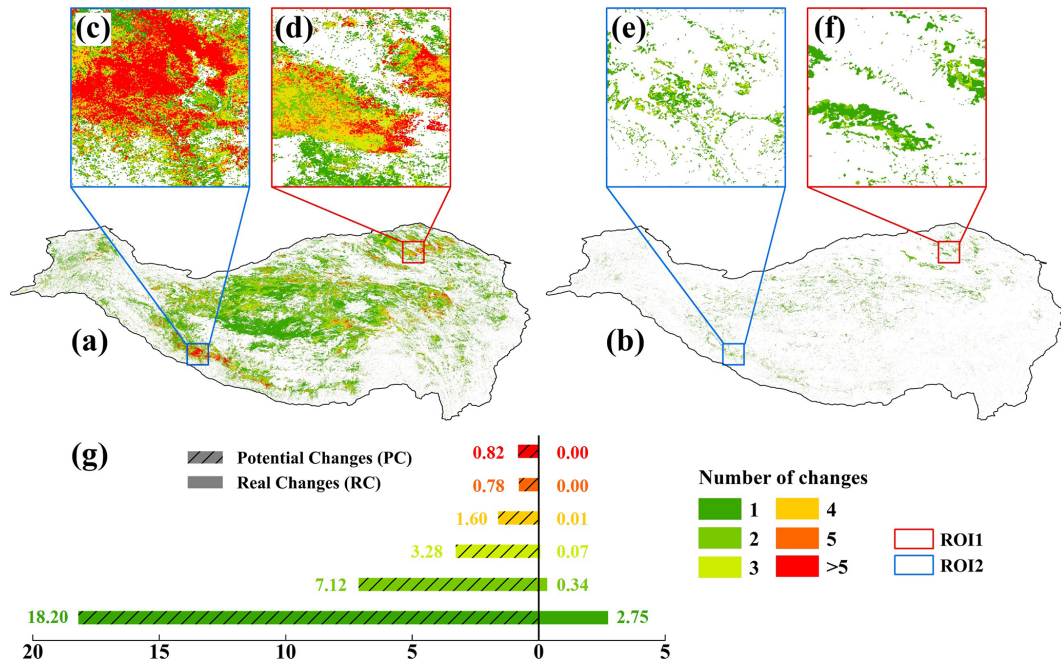 (c)
(d)
(e)
(f)
(a)
(b)
(g)
Potential Changes (PC)
Real Changes (RC)
0.82 0.00
0.78 0.00
1.60 0.01
3.28 0.07
7.12 0.34
18.20 2.75
20 15 10 5 0 5
Number of changes
1 4
2 5
3 >5
ROI1
ROI2